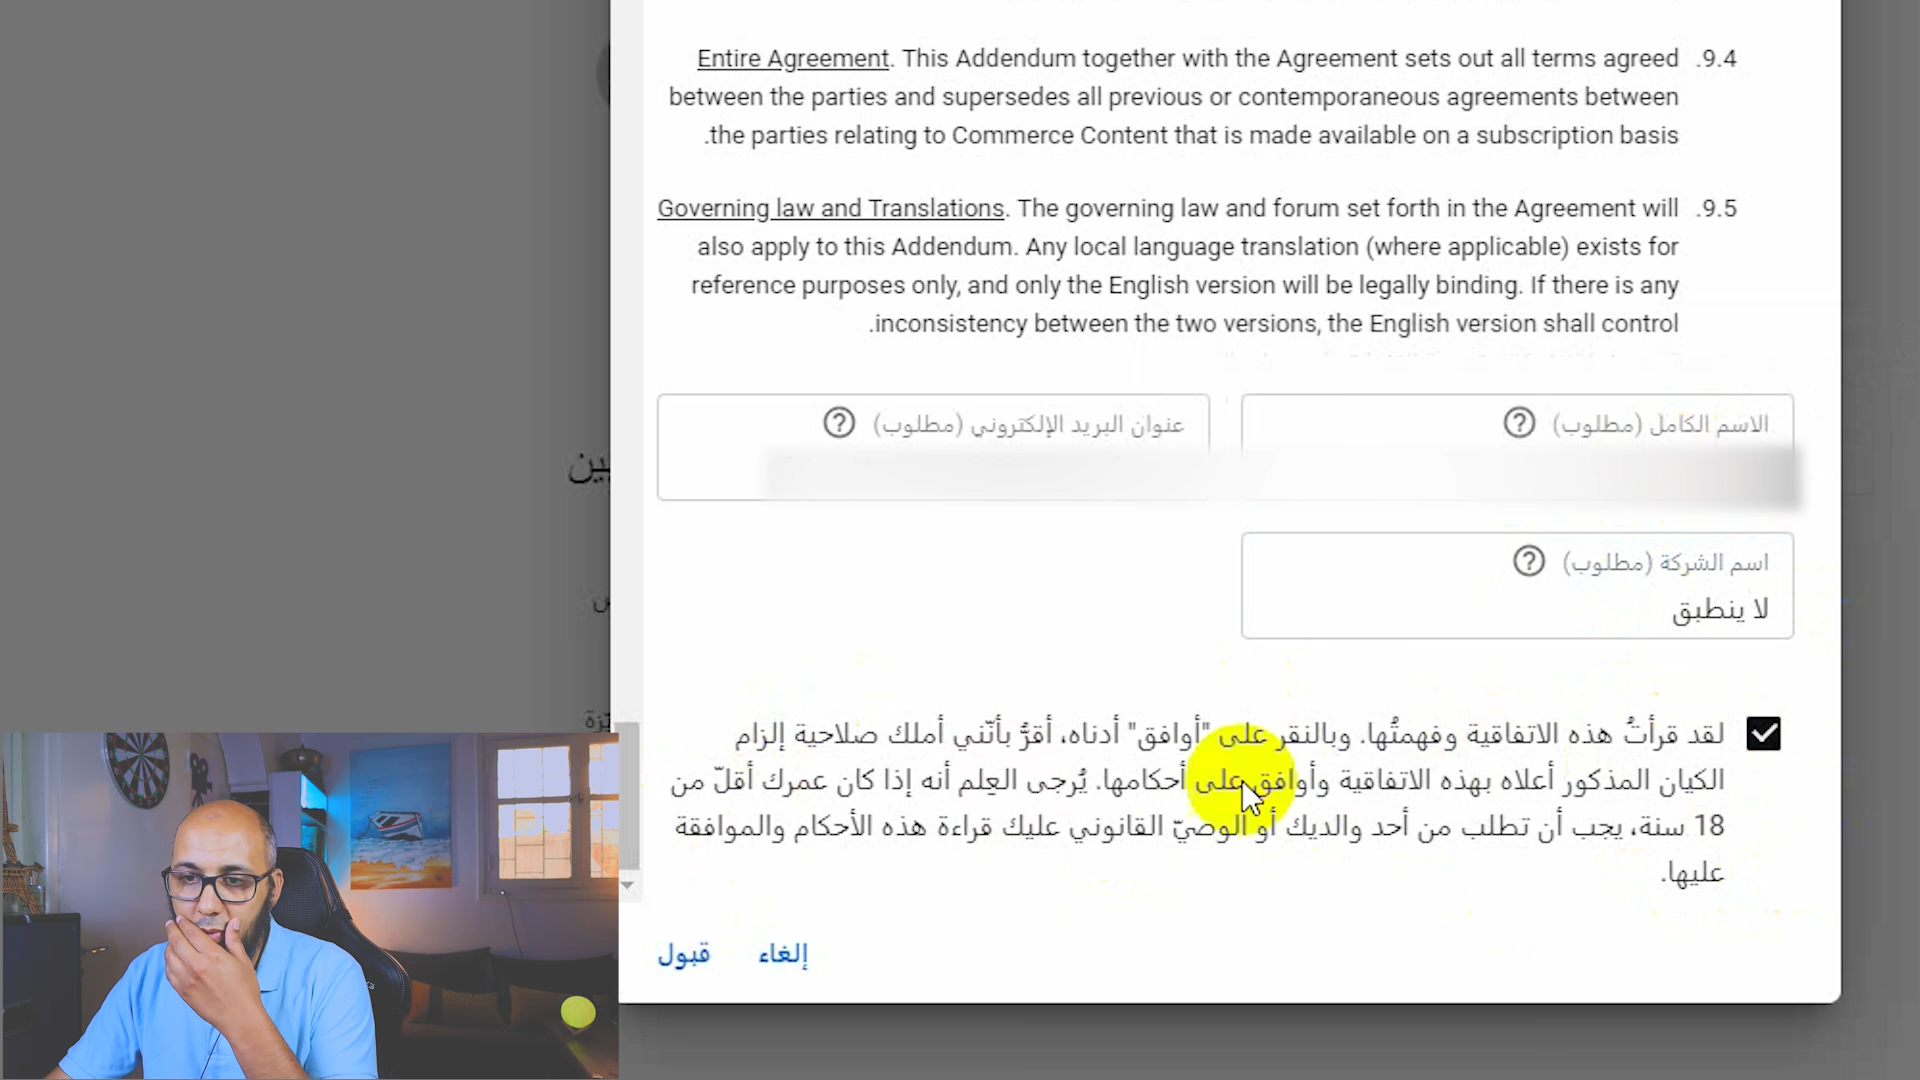 9.4. Entire Agreement. This Addendum together with the Agreement sets out all terms agreed
between the parties and supersedes all previous or contemporaneous agreements between
.the parties relating to Commerce Content that is made available on a subscription basis
9.5. Governing law and Translations. The governing law and forum set forth in the Agreement will
also apply to this Addendum. Any local language translation (where applicable) exists for
reference purposes only, and only the English version will be legally binding. If there is any
.inconsistency between the two versions, the English version shall control
الاسم الكامل (مطلوب)
عنوان البريد الإلكتروني (مطلوب)
اسم الشركة (مطلوب)
لا ينطبق
لقد قرأتُ هذه الاتفاقية وفهمتُها. وبالنقر على "أوافق" أدناه، أقرُّ بأنّني أملك صلاحية إلزام
الكيان المذكور أعلاه بهذه الاتفاقية وأوافق على أحكامها. يُرجى العِلم أنه إذا كان عمرك أقلّ من
18 سنة، يجب أن تطلب من أحد والديك أو الوصيّ القانوني عليك قراءة هذه الأحكام والموافقة
عليها.
إلغاء
قبول